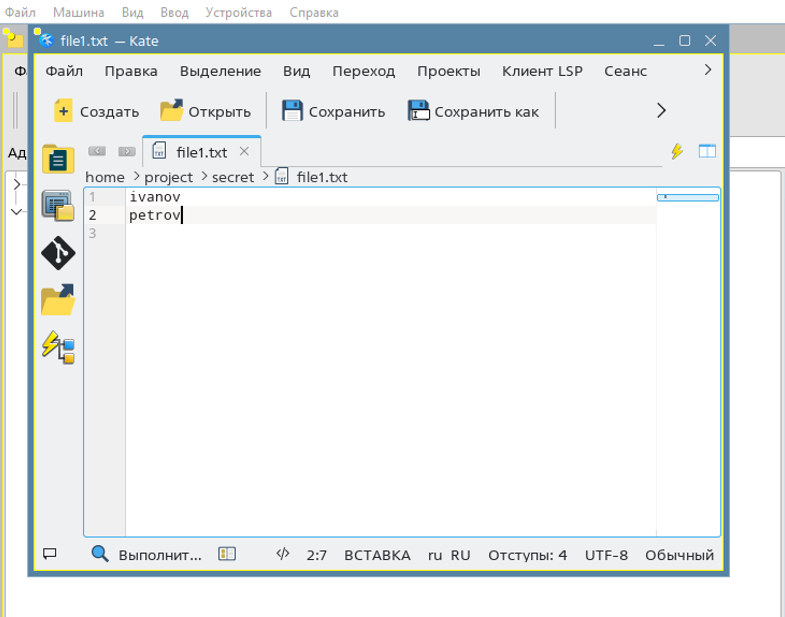 Файл Машина Вид Ввод Устройства Справка
file1.txt — Kate
Файл Правка Выделение Вид Переход Проекты Клиент LSP Сеанс
Создать Открыть Сохранить Сохранить как
Ад
file1.txt
home project secret file1.txt
1 ivanov
2 petrov
3
Выполнит... 2:7 ВСТАВКА ru_RU Отступы: 4 UTF-8 Обычный